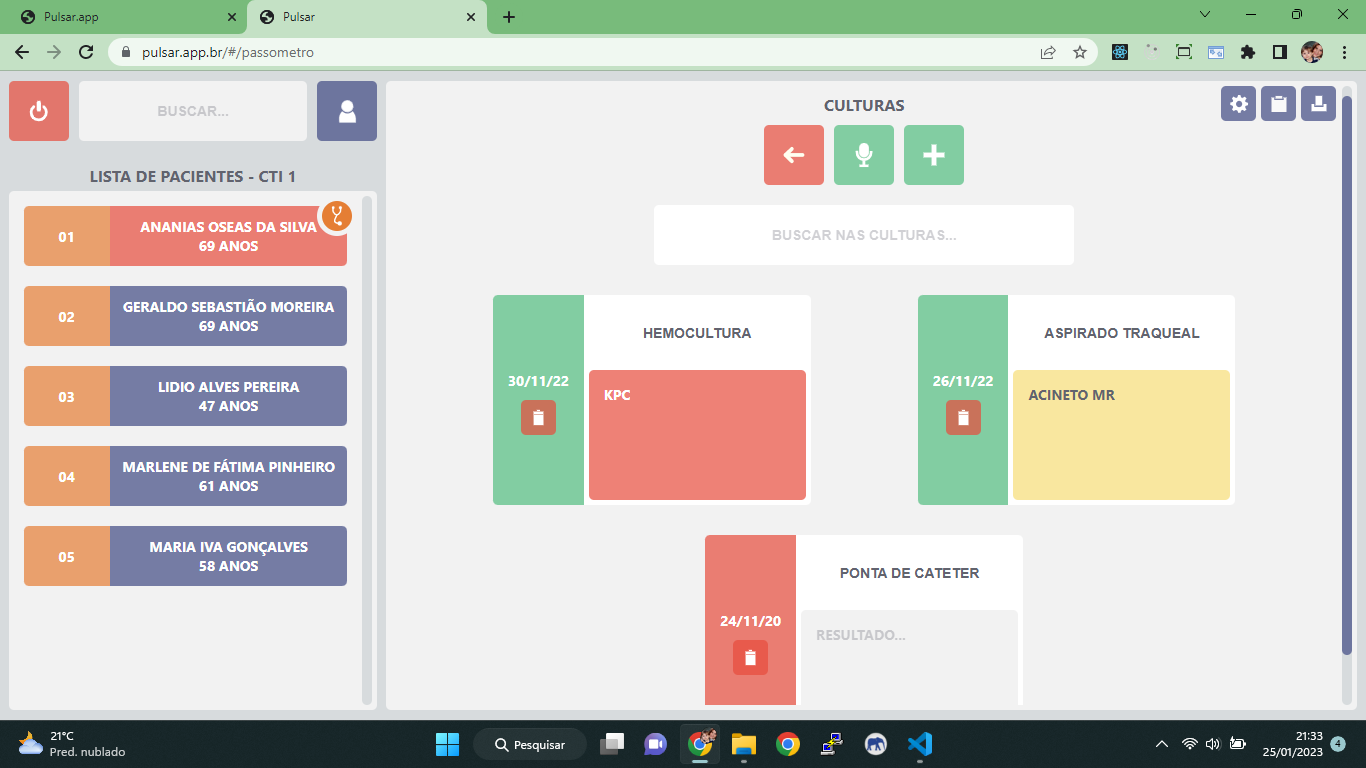 Pulsar.app
Pulsar
pulsar.app.br/#/passometro
BUSCAR...
LISTA DE PACIENTES - CTI 1
01
ANANIAS OSEAS DA SILVA
69 ANOS
02
GERALDO SEBASTIÃO MOREIRA
69 ANOS
03
LIDIO ALVES PEREIRA
47 ANOS
04
MARLENE DE FÁTIMA PINHEIRO
61 ANOS
05
MARIA IVA GONÇALVES
58 ANOS
CULTURAS
BUSCAR NAS CULTURAS...
30/11/22
HEMOCULTURA
KPC
26/11/22
ASPIRADO TRAQUEAL
ACINETO MR
24/11/20
PONTA DE CATETER
RESULTADO...
21°C
Pred. nublado
Pesquisar
21:33
25/01/2023
4